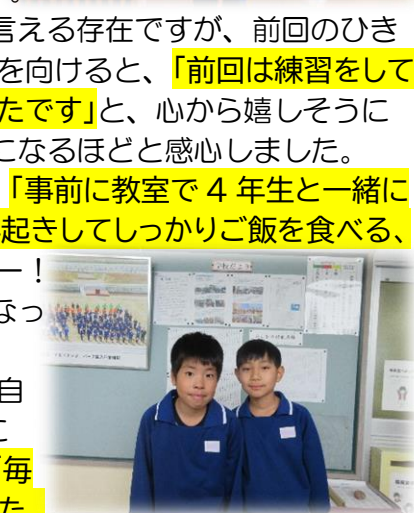 言える存在ですが、前回のひき
を向けると、「前回は練習をして
たです」と、心から嬉しそうに
になるほどと感心しました。
「事前に教室で4年生と一緒に
起きしてしっかりご飯を食べる、
ー！
なっ
自
に
毎
た。